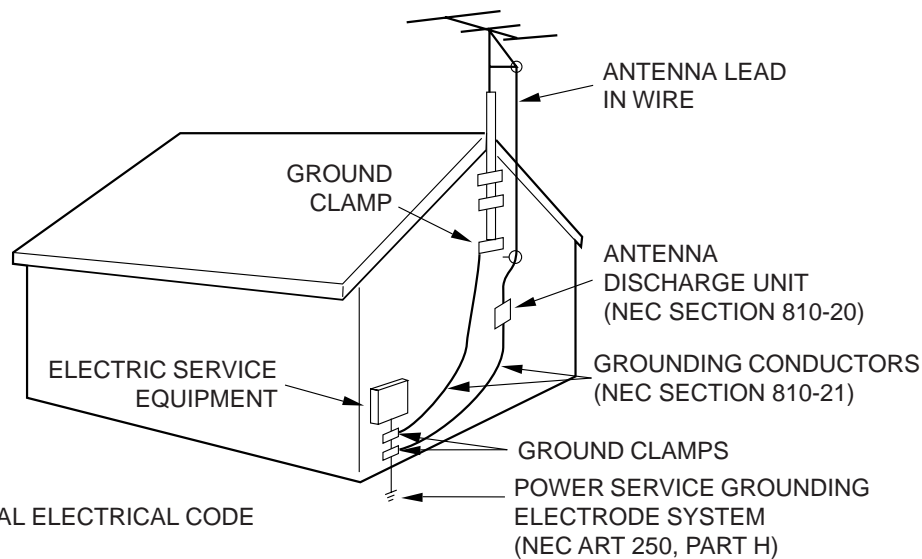 ANTENNA LEAD
IN WIRE
GROUND
CLAMP
ANTENNA
DISCHARGE UNIT
(NEC SECTION 810-20)
ELECTRIC SERVICE
EQUIPMENT
GROUNDING CONDUCTORS
(NEC SECTION 810-21)
GROUND CLAMPS
POWER SERVICE GROUNDING
ELECTRODE SYSTEM
(NEC ART 250, PART H)
AL ELECTRICAL CODE